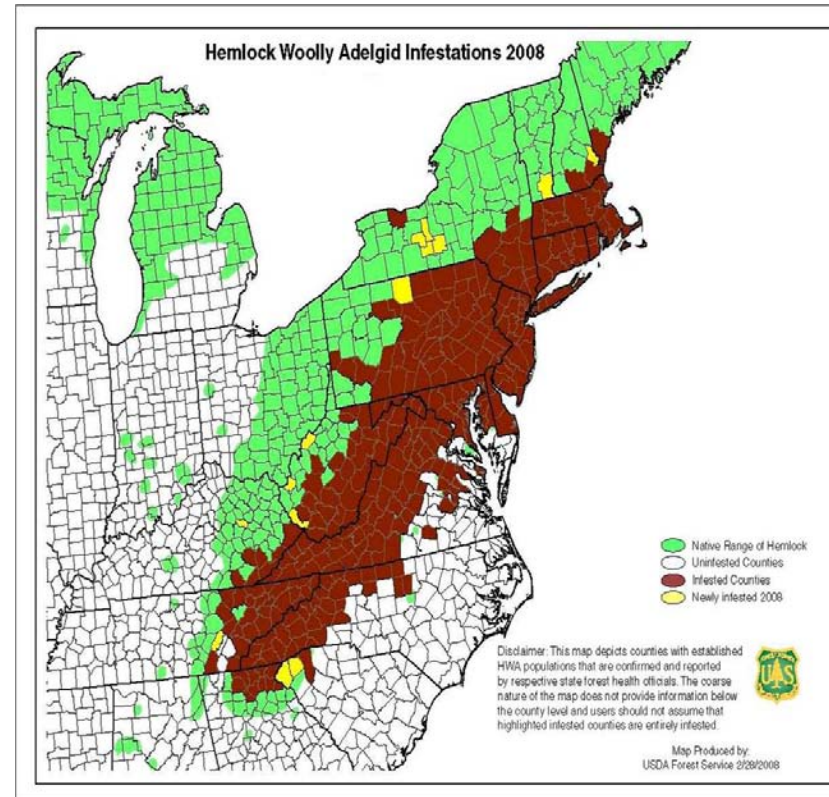 Hemlock Woolly Adelgid Infestations 2008
Native Range of Hemlock
Uninfested Counties
Infested Counties
Newly infested 2008
Disclaimer: This map depicts counties with established
HWA populations that are confirmed and reported
by respective state forest health officials. The coarse
nature of the map does not provide information below
the county level and users should not assume that
highlighted infested counties are entirely infested.
U S
Map Produced by:
USDA Forest Service 2/28/2008